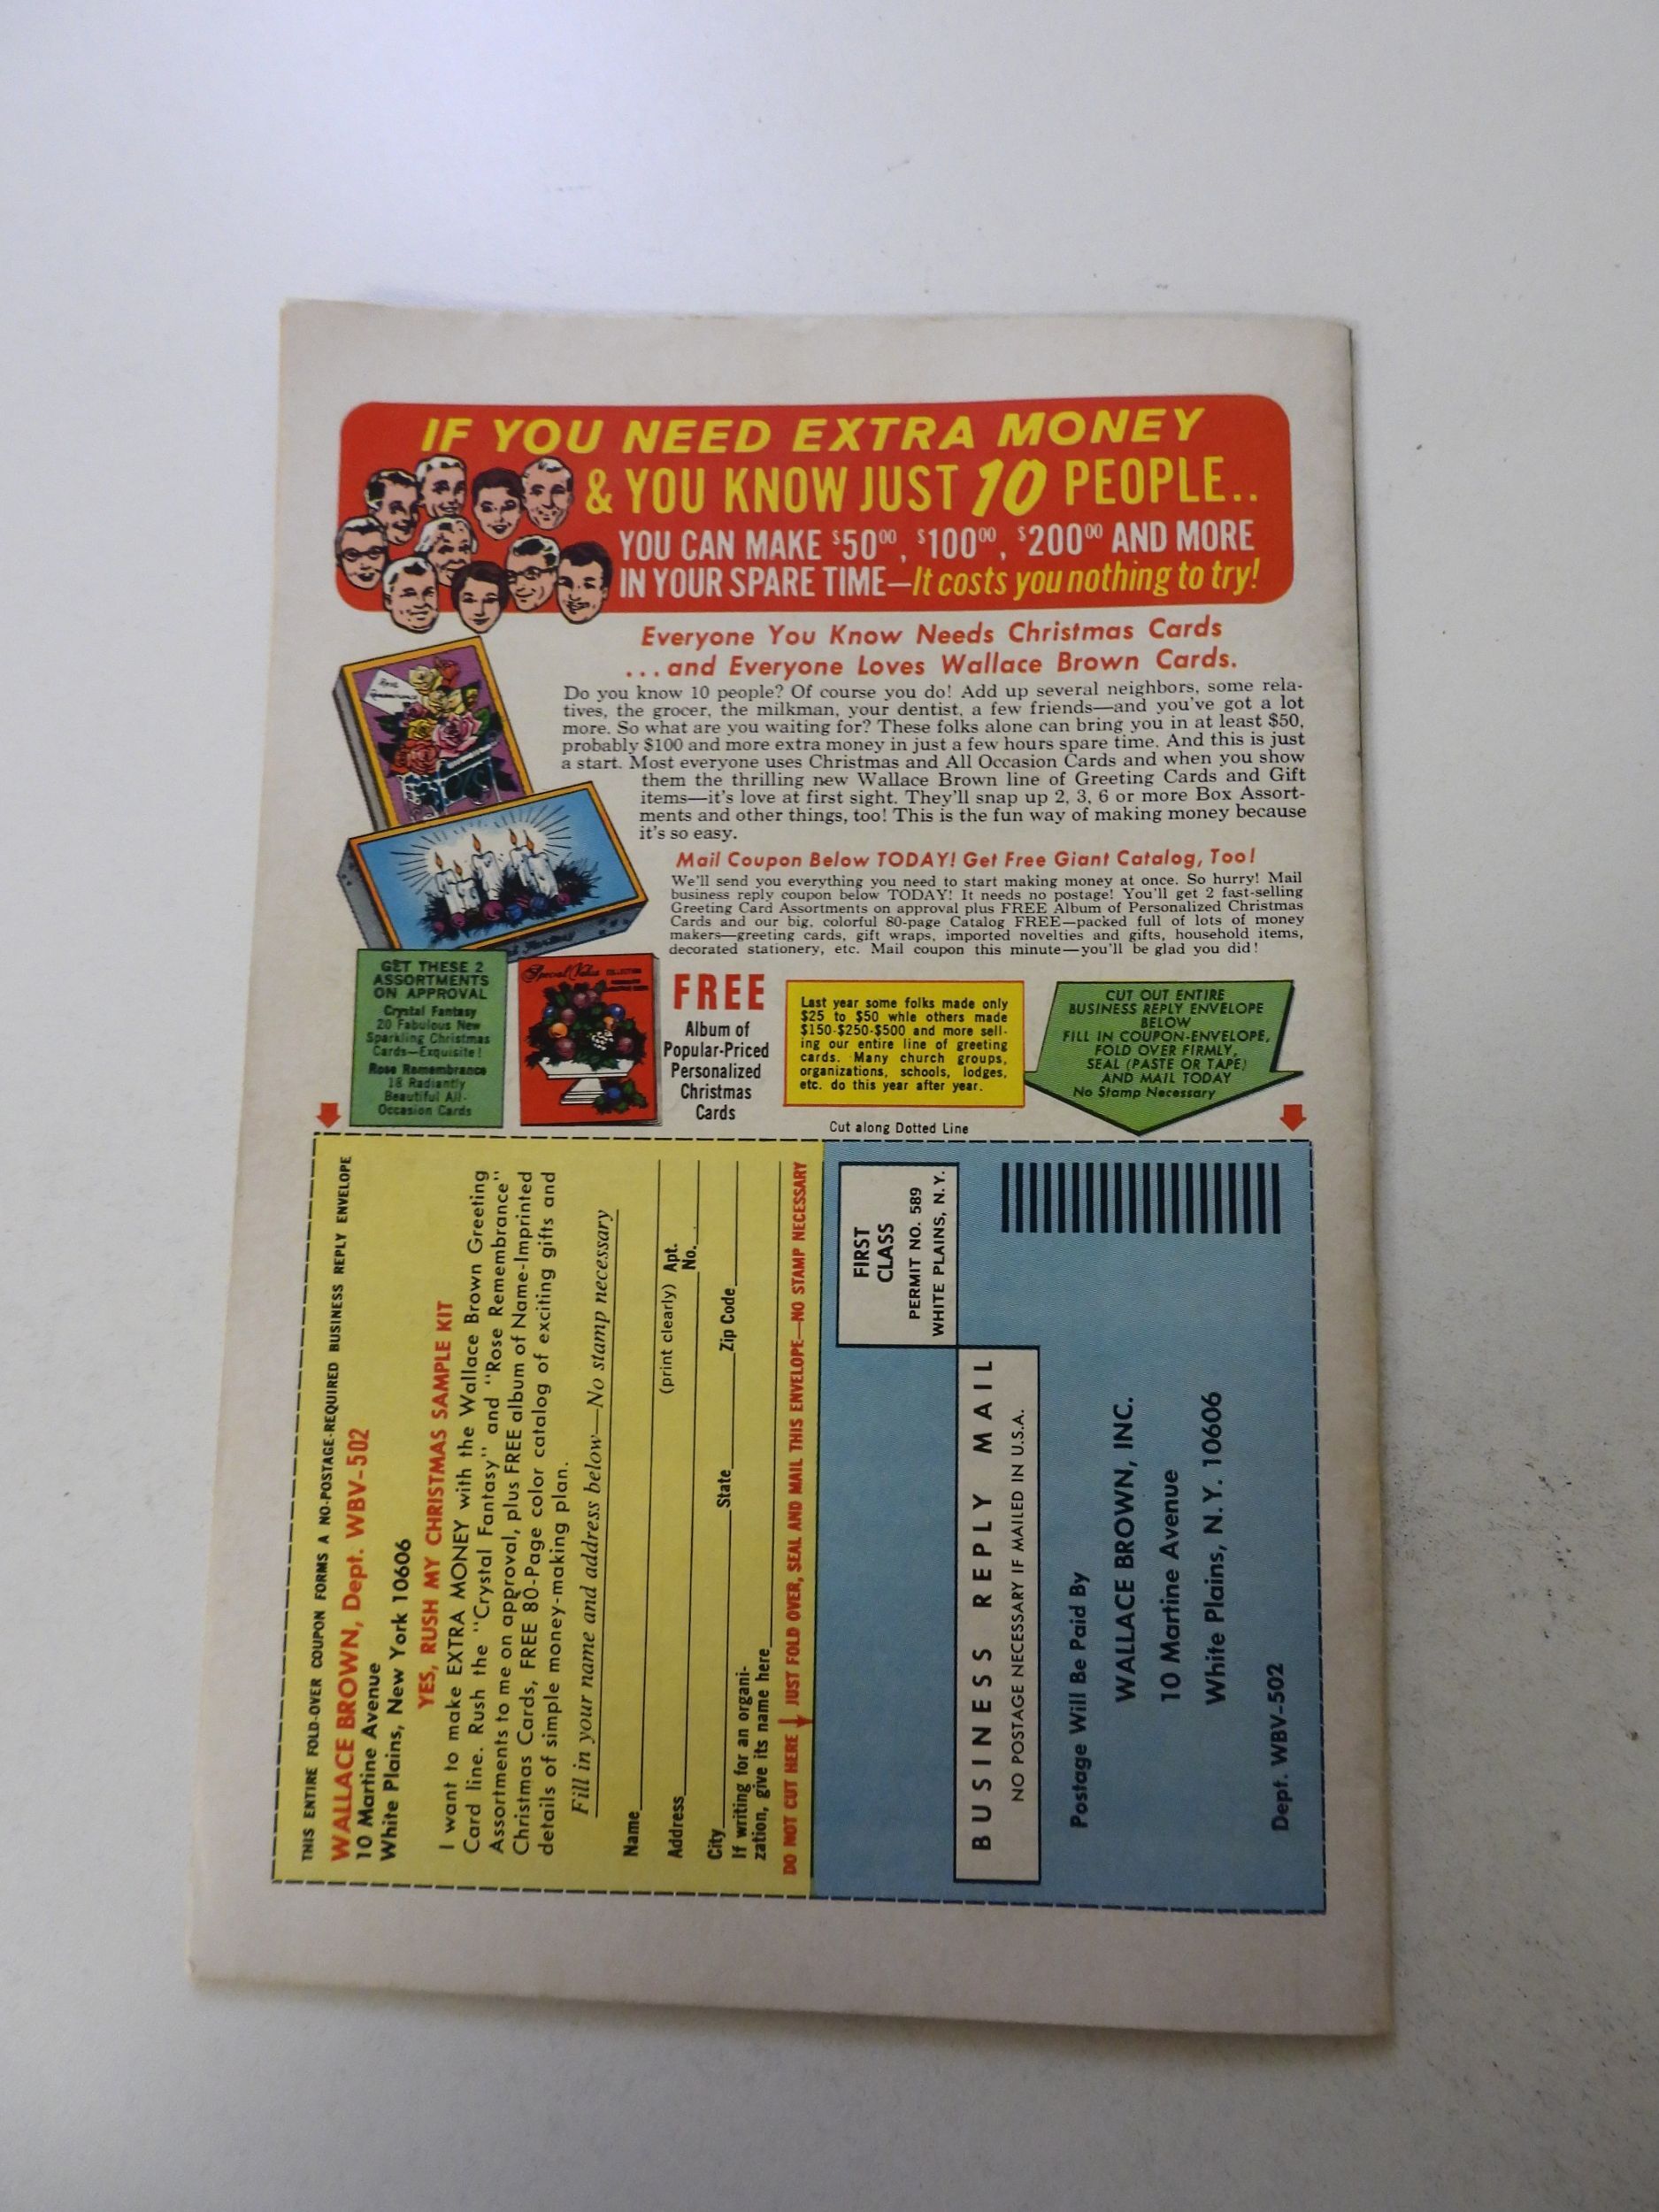 IF YOU NEED EXTRA MONEY
& YOU KNOW JUST 10 PEOPLE..
YOU CAN MAKE $50⁰⁰, $100⁰⁰, $200⁰⁰ AND MORE
IN YOUR SPARE TIME—It costs you nothing to try!
Everyone You Know Needs Christmas Cards
...and Everyone Loves Wallace Brown Cards.
Do you know 10 people? Of course you do! Add up several neighbors, some rela-
tives, the grocer, the milkman, your dentist, a few friends—and you've got a lot
more. So what are you waiting for? These folks alone can bring you in at least $50,
probably $100 and more extra money in just a few hours spare time. And this is just
a start. Most everyone uses Christmas and All Occasion Cards and when you show
them the thrilling new Wallace Brown line of Greeting Cards and Gift
items—it's love at first sight. They'll snap up 2, 3, 6 or more Box Assort-
ments and other things, too! This is the fun way of making money because
it's so easy.
Mail Coupon Below TODAY! Get Free Giant Catalog, Too!
We'll send you everything you need to start making money at once. So hurry! Mail
business reply coupon below TODAY! It needs no postage! You'll get 2 fast-selling
Greeting Card Assortments on approval plus FREE Album of Personalized Christmas
Cards and our big, colorful 80-page Catalog FREE—packed full of lots of money
makers—greeting cards, gift wraps, imported novelties and gifts, household items,
decorated stationery, etc. Mail coupon this minute—you'll be glad you did!
GET THESE 2
ASSORTMENTS
ON APPROVAL
Crystal Fantasy
20 Fabulous New
Sparkling Christmas
Cards—Exquisite!
Rose Remembrance
18 Radiantly
Beautiful All-
Occasion Cards
Special Value COLLECTION
FREE
Album of
Popular-Priced
Personalized
Christmas
Cards
Last year some folks made only
$25 to $50 while others made
$150-$250-$500 and more sell-
ing our entire line of greeting
cards. Many church groups,
organizations, schools, lodges,
etc. do this year after year.
CUT OUT ENTIRE
BUSINESS REPLY ENVELOPE
BELOW
FILL IN COUPON-ENVELOPE,
FOLD OVER FIRMLY,
SEAL (PASTE OR TAPE)
AND MAIL TODAY
No Stamp Necessary
Cut along Dotted Line
THIS ENTIRE FOLD-OVER COUPON FORMS A NO-POSTAGE-REQUIRED BUSINESS REPLY ENVELOPE
WALLACE BROWN, Dept. WBV-502
10 Martine Avenue
White Plains, New York 10606
YES, RUSH MY CHRISTMAS SAMPLE KIT
I want to make EXTRA MONEY with the Wallace Brown Greeting
Card line. Rush the "Crystal Fantasy" and "Rose Remembrance"
Assortments to me on approval, plus FREE album of Name-Imprinted
Christmas Cards, FREE 80-Page color catalog of exciting gifts and
details of simple money-making plan.
Fill in your name and address below—No stamp necessary
Name
(print clearly)
Address Apt. No.
City State Zip Code
If writing for an organi-
zation, give its name here
DO NOT CUT HERE JUST FOLD OVER, SEAL AND MAIL THIS ENVELOPE—NO STAMP NECESSARY
FIRST
CLASS
PERMIT NO. 589
WHITE PLAINS, N.Y.
BUSINESS REPLY MAIL
NO POSTAGE NECESSARY IF MAILED IN U.S.A.
Postage Will Be Paid By
WALLACE BROWN, INC.
10 Martine Avenue
White Plains, N.Y. 10606
Dept. WBV-502